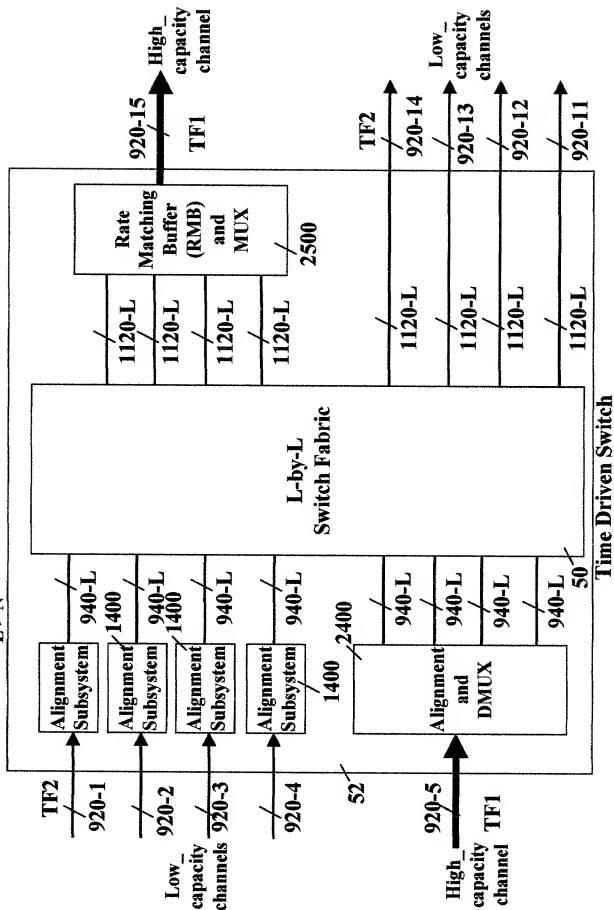 TF2
920-1
920-2
Low_
capacity
channels
920-3
920-4
High_
capacity
channel
920-5
TF1
52
Alignment
Subsystem
Alignment
Subsystem
1400
Alignment
Subsystem
1400
Alignment
Subsystem
1400
Alignment
and
DMUX
2400
940-L
940-L
940-L
940-L
940-L
940-L
940-L
940-L
L-by-L
Switch Fabric
50
1120-L
1120-L
1120-L
1120-L
1120-L
1120-L
1120-L
1120-L
Rate
Matching
Buffer
(RMB)
and
MUX
2500
920-15
TF1
High_
capacity
channel
TF2
920-14
Low_
capacity
channels
920-13
920-12
920-11
Time Driven Switch